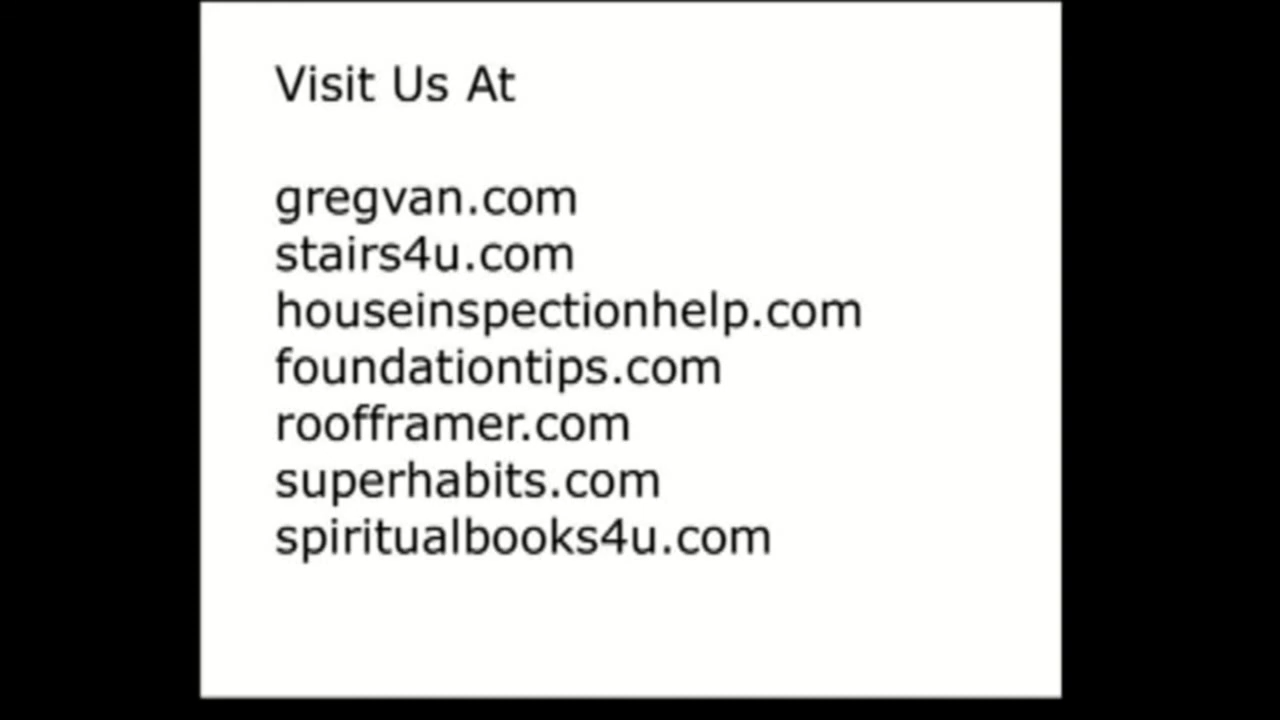 Visit Us At
gregvan.com
stairs4u.com
houseinspectionhelp.com
foundationtips.com
roofframer.com
superhabits.com
spiritualbooks4u.com